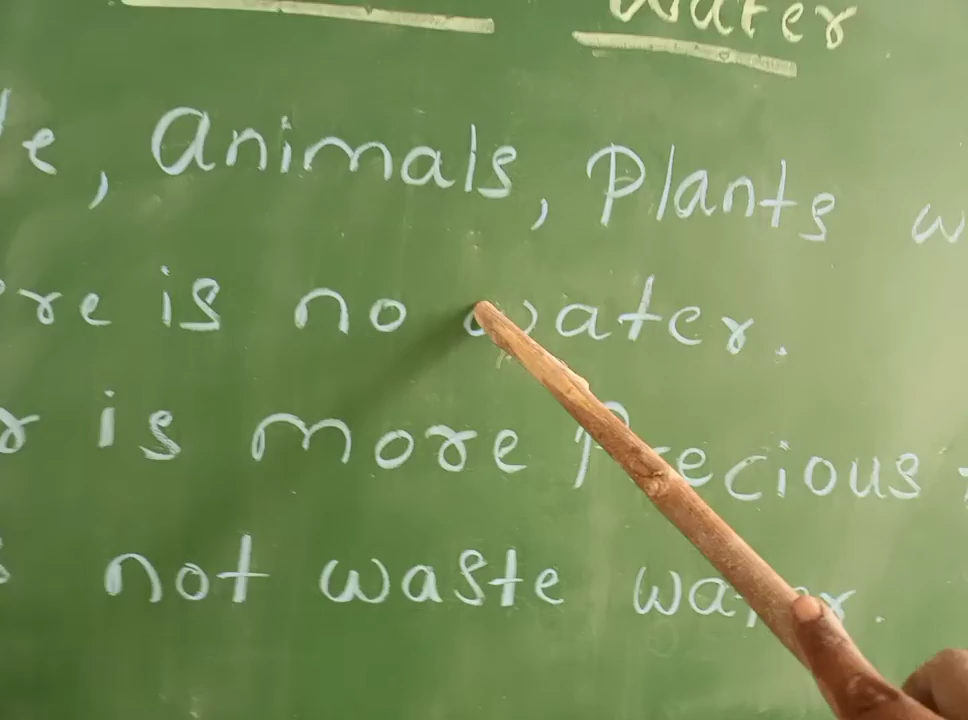 water
, Animals, Plants
is no water.
is more precious
not waste water.